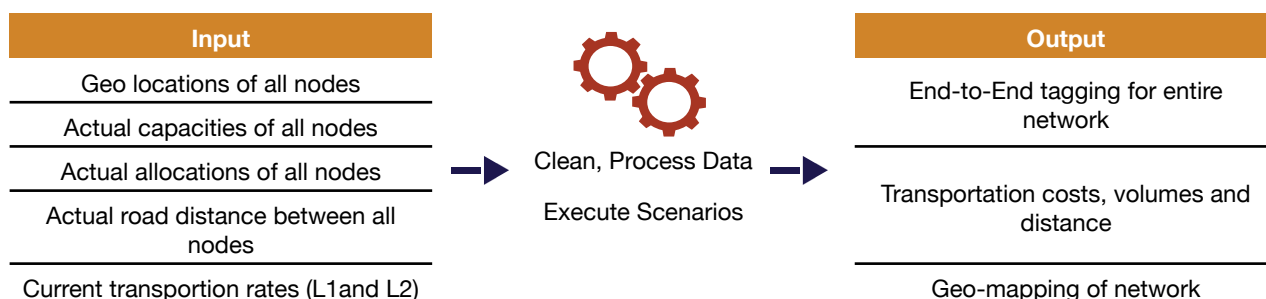 Input
Geo locations of all nodes
Actual capacities of all nodes
Actual allocations of all nodes
Actual road distance between all
nodes
Current transportion rates (L1and L2)
Clean, Process Data
Execute Scenarios
Output
End-to-End tagging for entire
network
Transportation costs, volumes and
distance
Geo-mapping of network